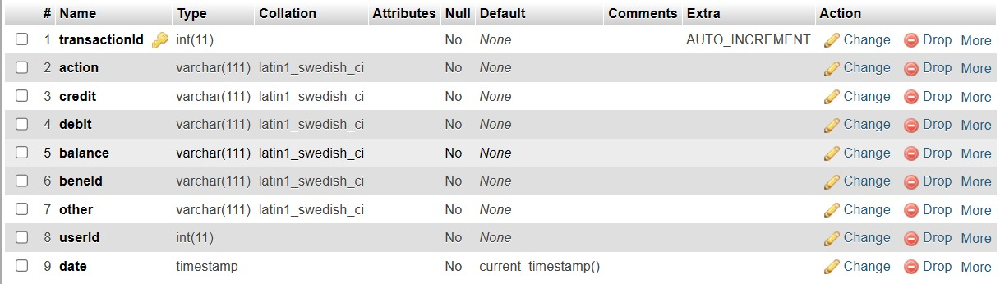 # Name Type Collation Attributes Null Default Comments Extra Action
1 transactionId int(11) No None AUTO_INCREMENT Change Drop More
2 action varchar(111) latin1_swedish_ci No None Change Drop More
3 credit varchar(111) latin1_swedish_ci No None Change Drop More
4 debit varchar(111) latin1_swedish_ci No None Change Drop More
5 balance varchar(111) latin1_swedish_ci No None Change Drop More
6 beneId varchar(111) latin1_swedish_ci No None Change Drop More
7 other varchar(111) latin1_swedish_ci No None Change Drop More
8 userId int(11) No None Change Drop More
9 date timestamp No current_timestamp() Change Drop More